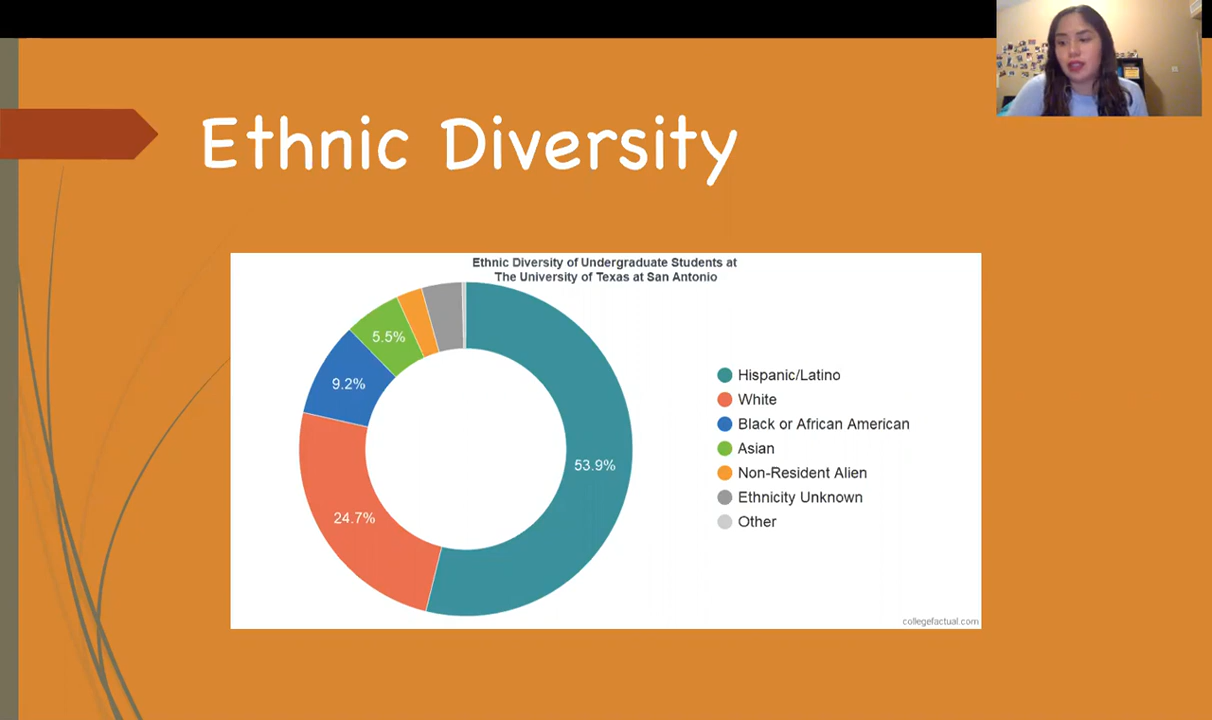 Ethnic Diversity
Ethnic Diversity of Undergraduate Students at
The University of Texas at San Antonio
5.5%
9.2%
53.9%
24.7%
Hispanic/Latino
White
Black or African American
Asian
Non-Resident Alien
Ethnicity Unknown
Other
collegefactual.com